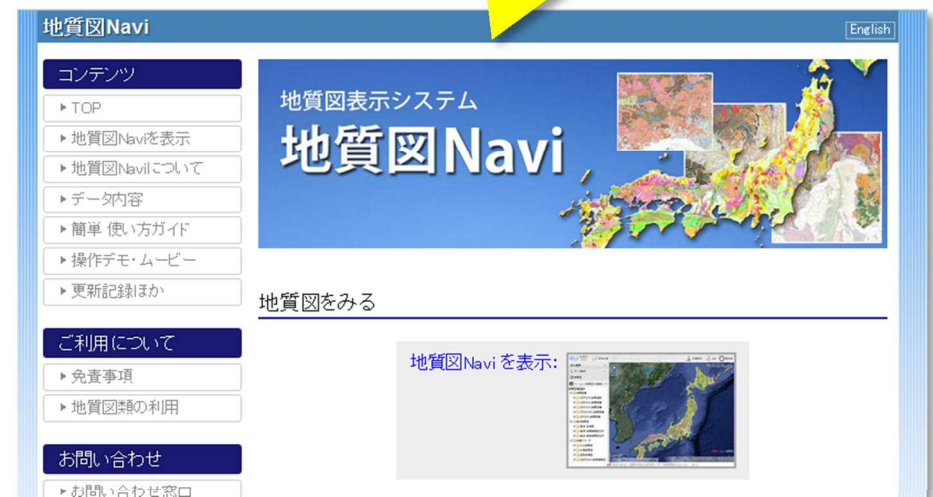 地質図Navi
English
コンテンツ
TOP
地質図Naviを表示
地質図Naviについて
データ内容
簡単 使い方ガイド
操作デモ・ムービー
更新記録ほか
ご利用について
免責事項
地質図類の利用
お問い合わせ
お問い合わせ窓口
地質図表示システム
地質図Navi
地質図をみる
地質図Navi を表示: